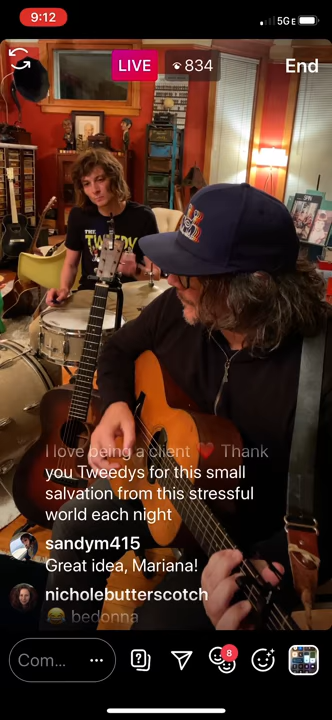 9:12
5GE
LIVE
834
End
THE
TWEEDY
I love being a client ❤️ Thank
you Tweedys for this small
salvation from this stressful
world each night
sandym415
Great idea, Mariana!
nicholebutterscotch
😂 bedonna
Com...
8